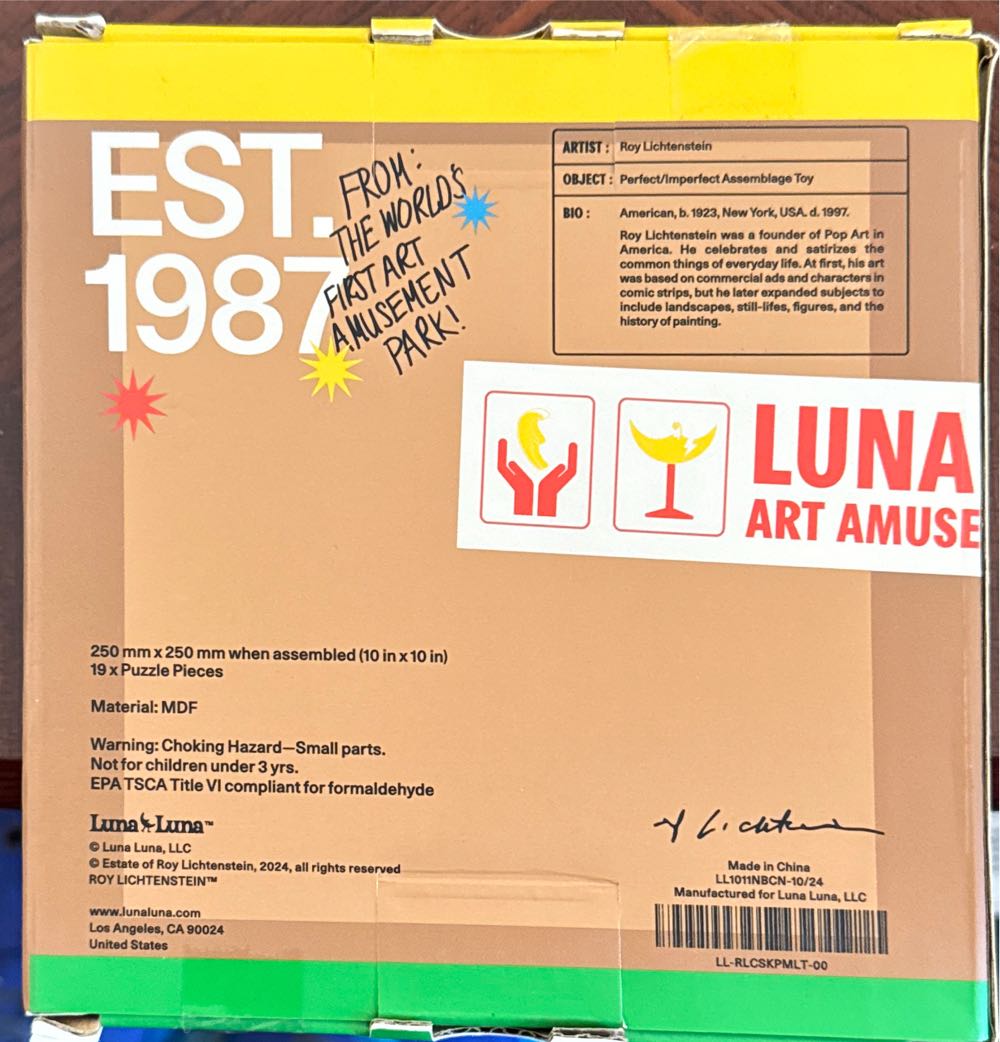 EST.
1987
FROM:
THE WORLD'S
FIRST ART
AMUSEMENT
PARK!
ARTIST : Roy Lichtenstein
OBJECT : Perfect/Imperfect Assemblage Toy
BIO : American, b. 1923, New York, USA. d. 1997.
Roy Lichtenstein was a founder of Pop Art in
America. He celebrates and satirizes the
common things of everyday life. At first, his art
was based on commercial ads and characters in
comic strips, but he later expanded subjects to
include landscapes, still-lifes, figures, and the
history of painting.
LUNA
ART AMUSE
250 mm x 250 mm when assembled (10 in x 10 in)
19 x Puzzle Pieces
Material: MDF
Warning: Choking Hazard—Small parts.
Not for children under 3 yrs.
EPA TSCA Title VI compliant for formaldehyde
Luna Luna™
© Luna Luna, LLC
© Estate of Roy Lichtenstein, 2024, all rights reserved
ROY LICHTENSTEIN™
www.lunaluna.com
Los Angeles, CA 90024
United States
Made in China
LL1011NBCN-10/24
Manufactured for Luna Luna, LLC
LL-RLCSKPMLT-00